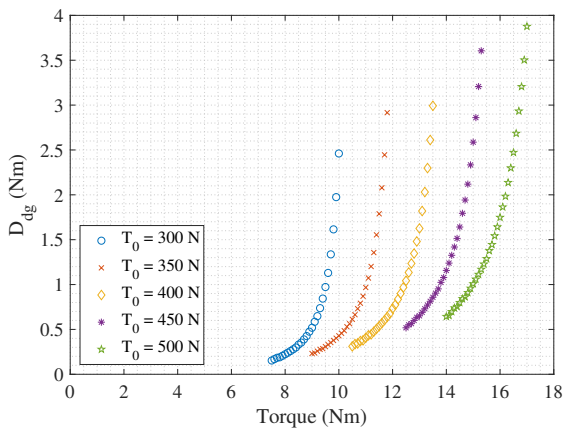 4
3.5
3
2.5
2
1.5
1
0.5
0
D_dg (Nm)
T_0 = 300 N
T_0 = 350 N
T_0 = 400 N
T_0 = 450 N
T_0 = 500 N
0 2 4 6 8 10 12 14 16 18
Torque (Nm)